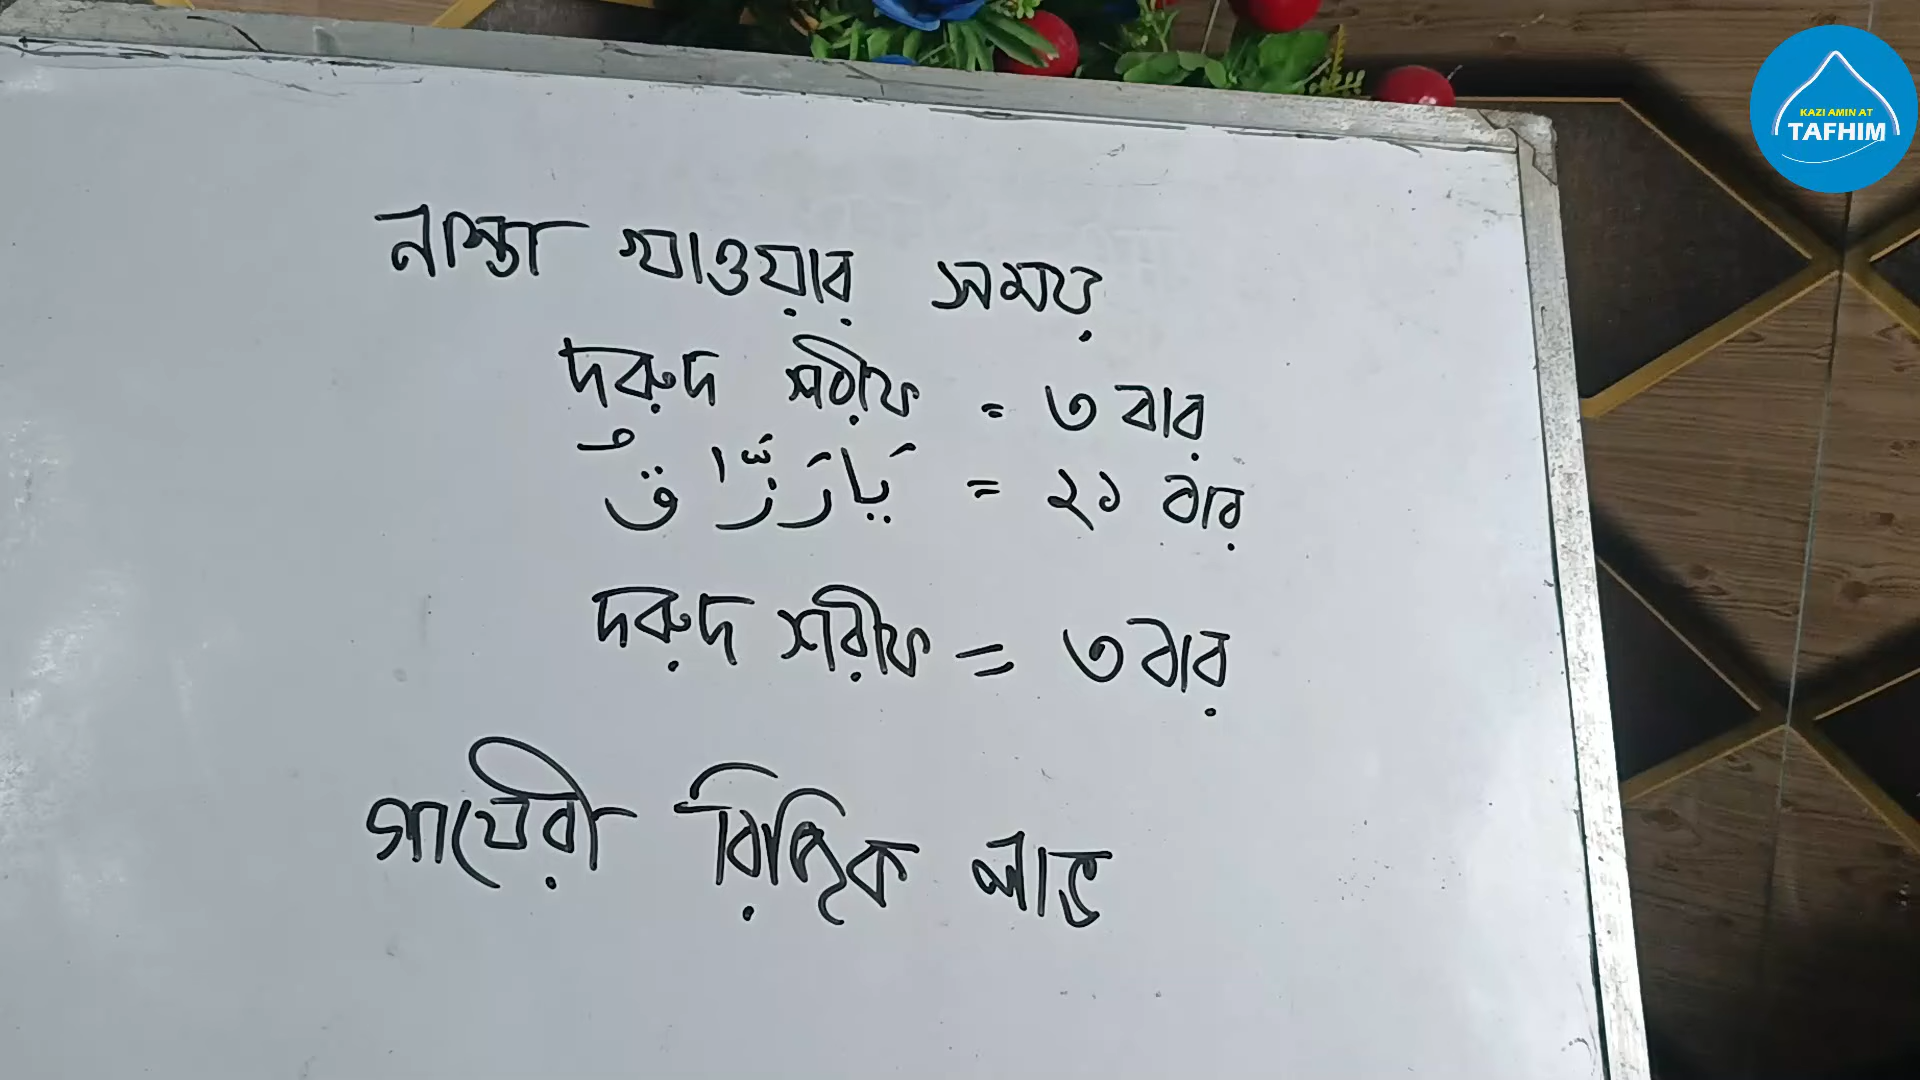 KAZI AMIN AT
TAFHIM
নাস্তা খাওয়ার সময়
দরুদ শরীফ = ৩ বার
يَا رَزَّاقُ = ২১ বার
দরুদ শরীফ = ৩ বার
গায়েবী রিজিক লাভ